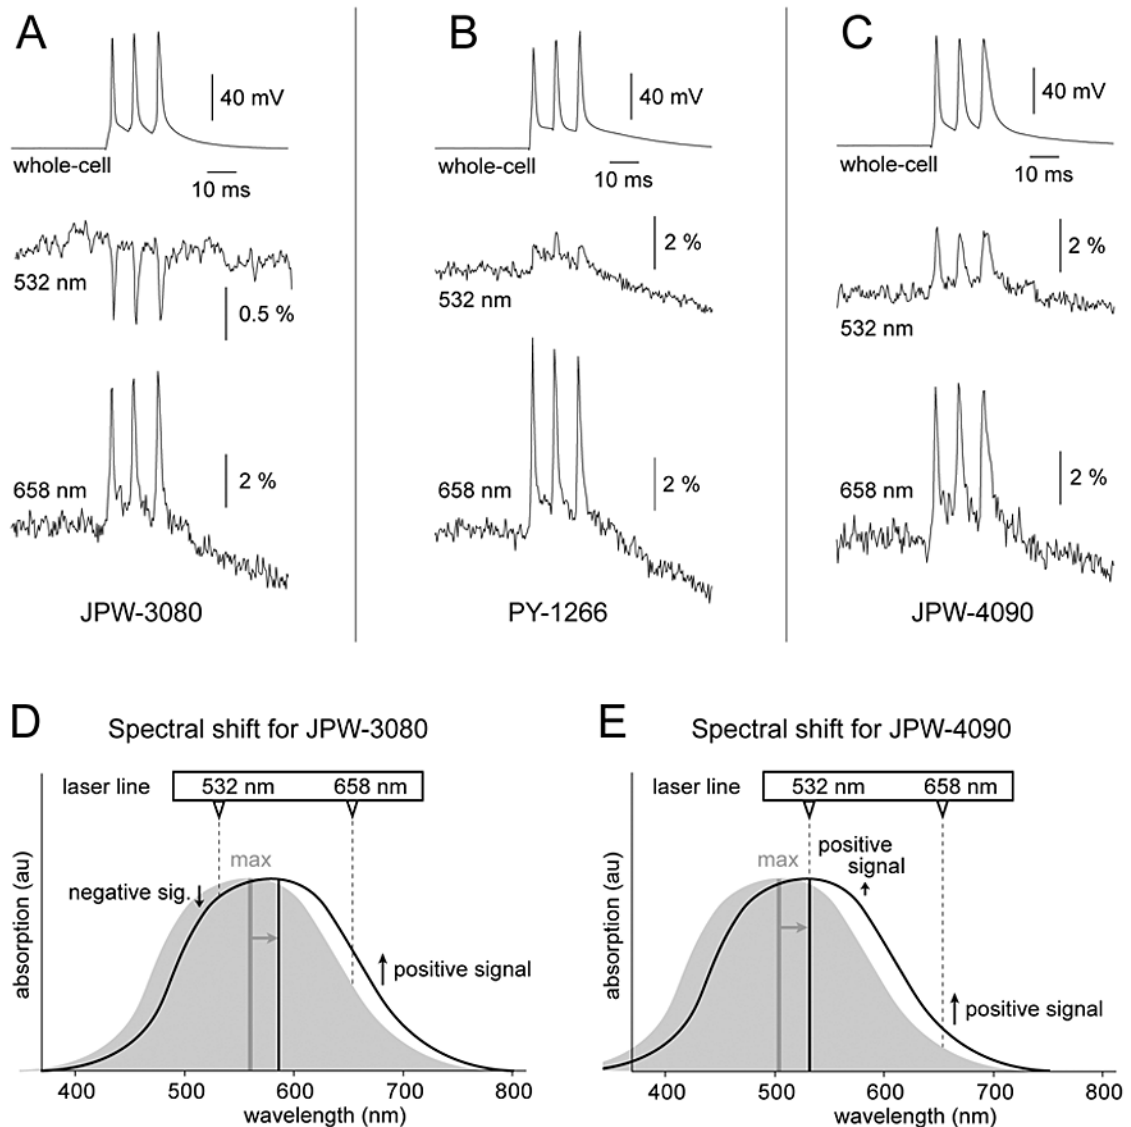 A
40 mV
whole-cell
10 ms
532 nm
0.5 %
658 nm
2 %
JPW-3080
B
40 mV
whole-cell
10 ms
2 %
532 nm
658 nm
2 %
PY-1266
C
40 mV
whole-cell
10 ms
2 %
532 nm
658 nm
2 %
JPW-4090
D
Spectral shift for JPW-3080
laser line
532 nm
658 nm
max
negative sig.
positive signal
absorption (au)
400
500
600
700
800
wavelength (nm)
E
Spectral shift for JPW-4090
laser line
532 nm
658 nm
max
positive
signal
positive signal
absorption (au)
400
500
600
700
800
wavelength (nm)